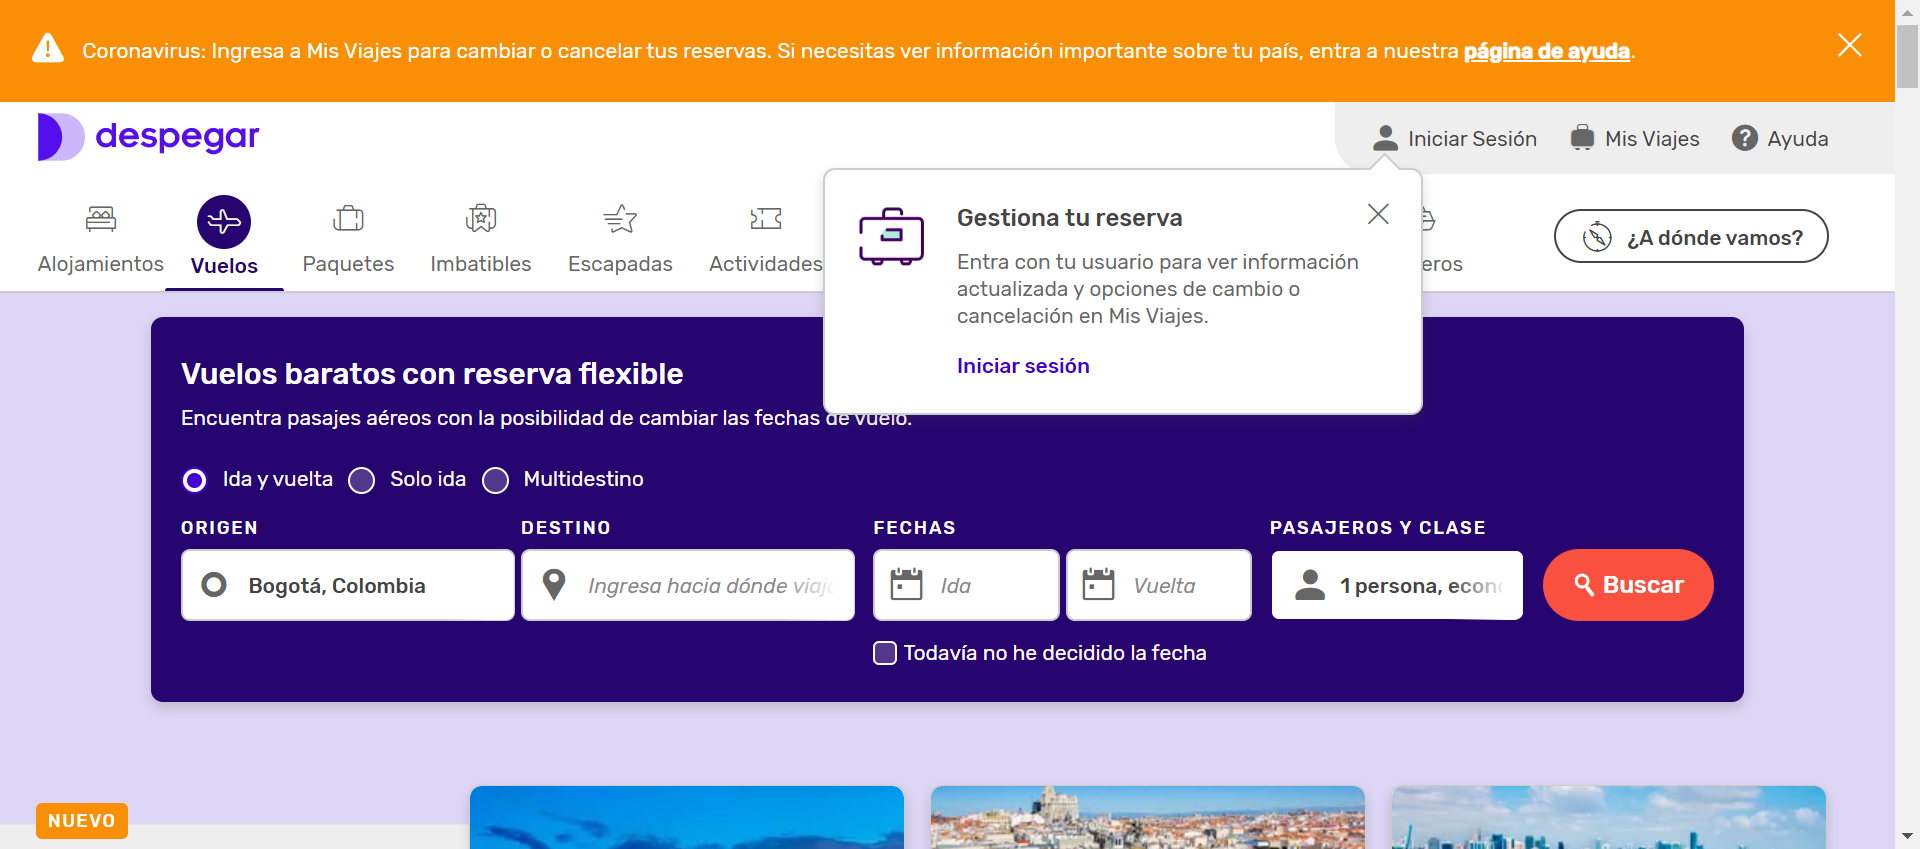 Coronavirus: Ingresa a Mis Viajes para cambiar o cancelar tus reservas. Si necesitas ver información importante sobre tu país, entra a nuestra página de ayuda.
despegar
Iniciar Sesión
Mis Viajes
Ayuda
Alojamientos
Vuelos
Paquetes
Imbatibles
Escapadas
Actividades
eros
¿A dónde vamos?
Gestiona tu reserva
Entra con tu usuario para ver información
actualizada y opciones de cambio o
cancelación en Mis Viajes.
Iniciar sesión
Vuelos baratos con reserva flexible
Encuentra pasajes aéreos con la posibilidad de cambiar las fechas de vuelo.
Ida y vuelta
Solo ida
Multidestino
ORIGEN
DESTINO
FECHAS
PASAJEROS Y CLASE
Bogotá, Colombia
Ingresa hacia dónde viaja
Ida
Vuelta
1 persona, econ
Buscar
Todavía no he decidido la fecha
NUEVO